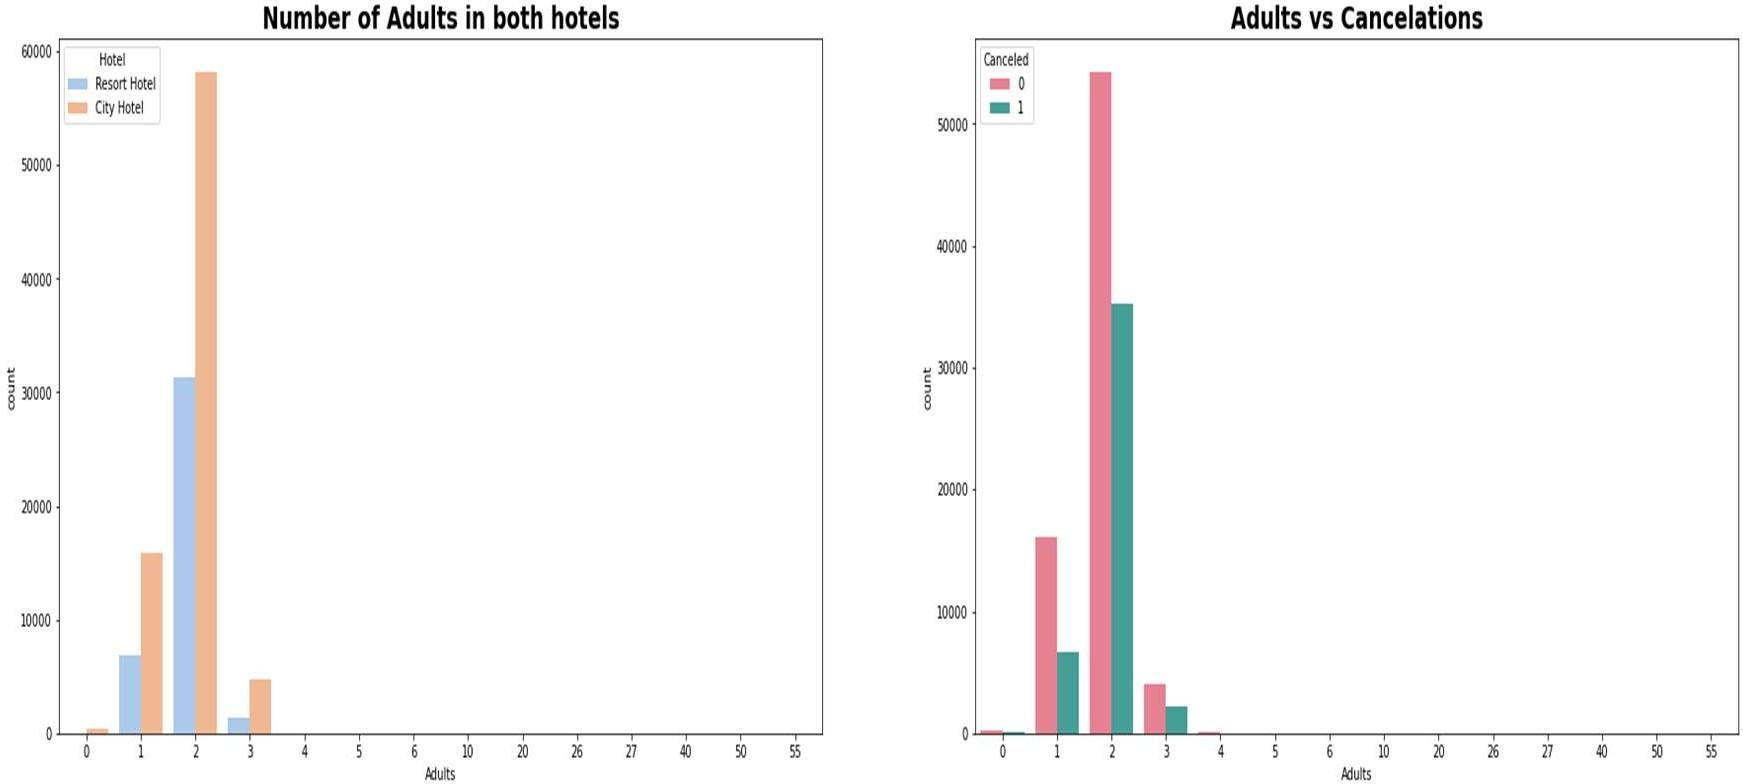 Number of Adults in both hotels
60000
50000
40000
30000
20000
10000
0
count
Hotel
Resort Hotel
City Hotel
0 1 2 3 4 5 6 10 20 26 27 40 50 55
Adults
Adults vs Cancelations
50000
40000
30000
20000
10000
0
count
Canceled
0
1
0 1 2 3 4 5 6 10 20 26 27 40 50 55
Adults